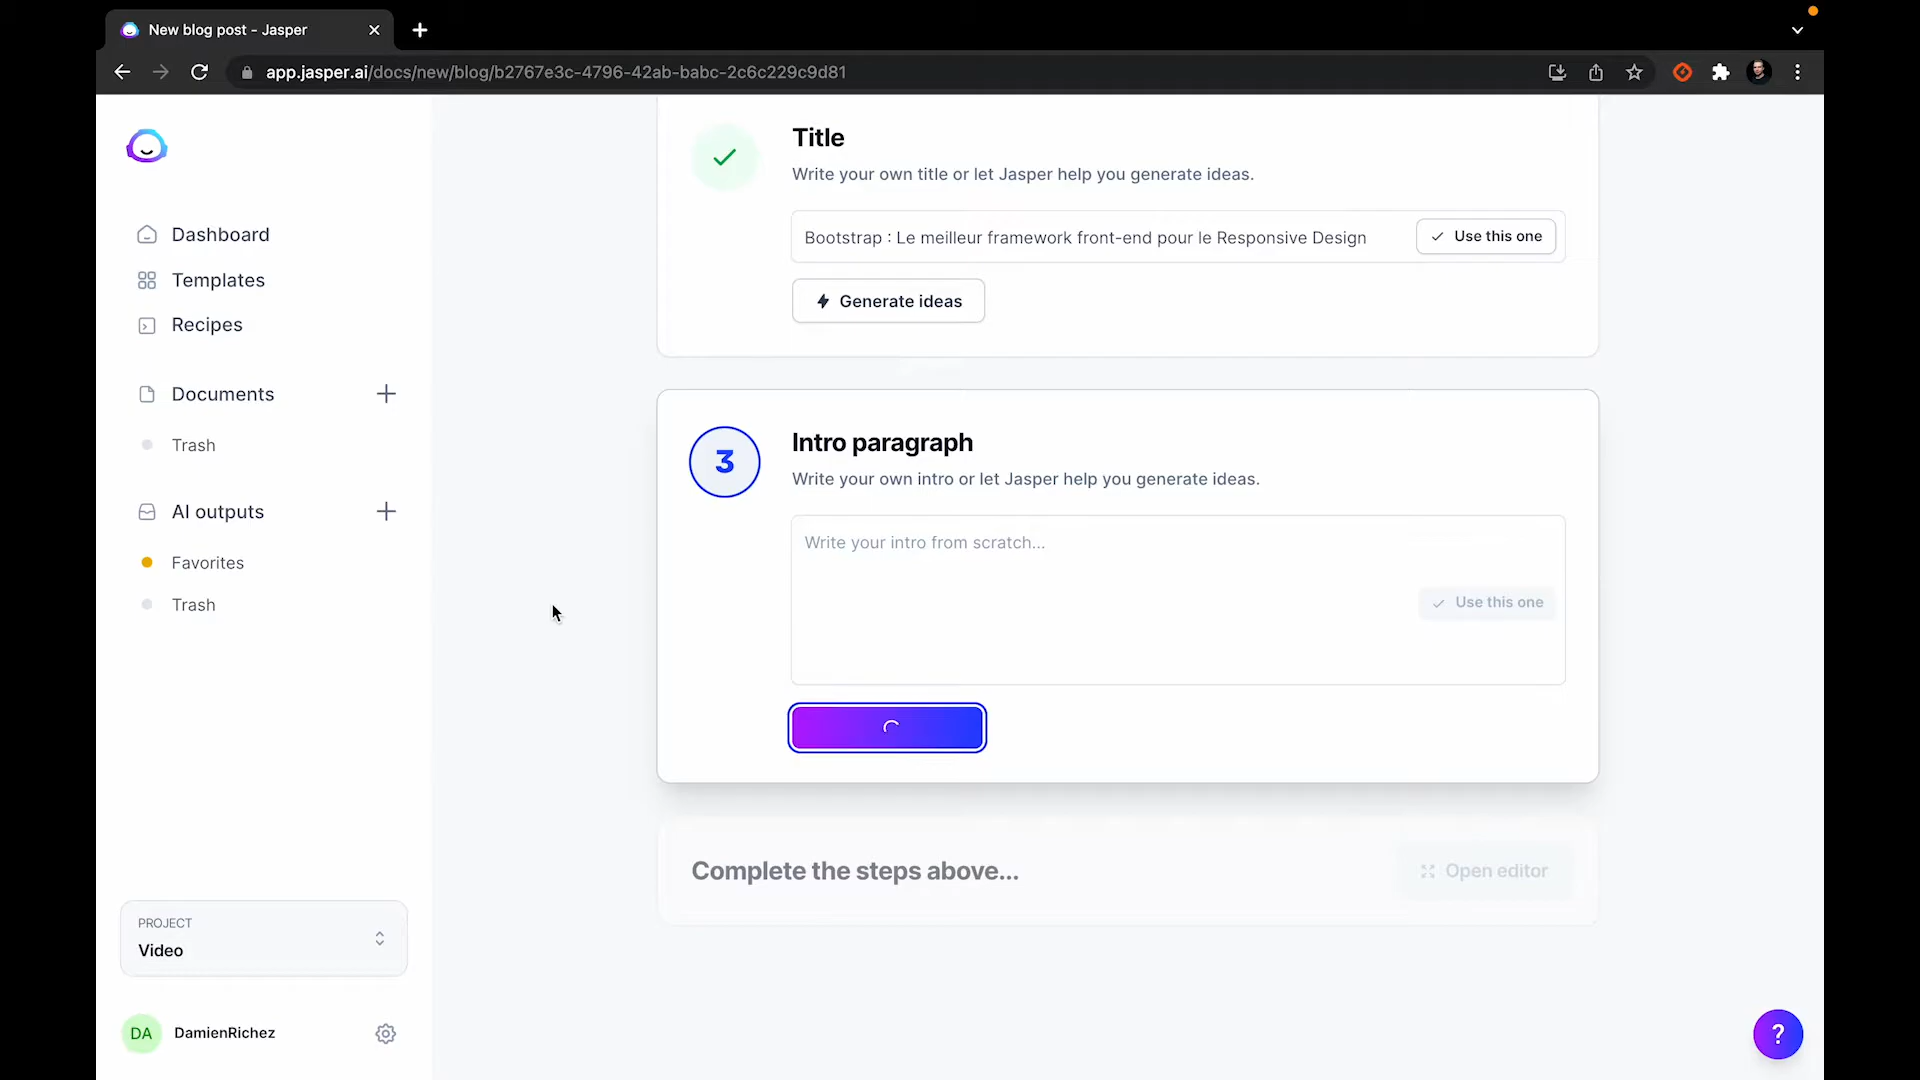 New blog post - Jasper
app.jasper.ai/docs/new/blog/b2767e3c-4796-42ab-babc-2c6c229c9d81
Dashboard
Templates
Recipes
Documents
Trash
AI outputs
Favorites
Trash
PROJECT
Video
DA
DamienRichez
Title
Write your own title or let Jasper help you generate ideas.
Bootstrap : Le meilleur framework front-end pour le Responsive Design
Use this one
Generate ideas
3
Intro paragraph
Write your own intro or let Jasper help you generate ideas.
Write your intro from scratch...
Use this one
Complete the steps above...
Open editor
?